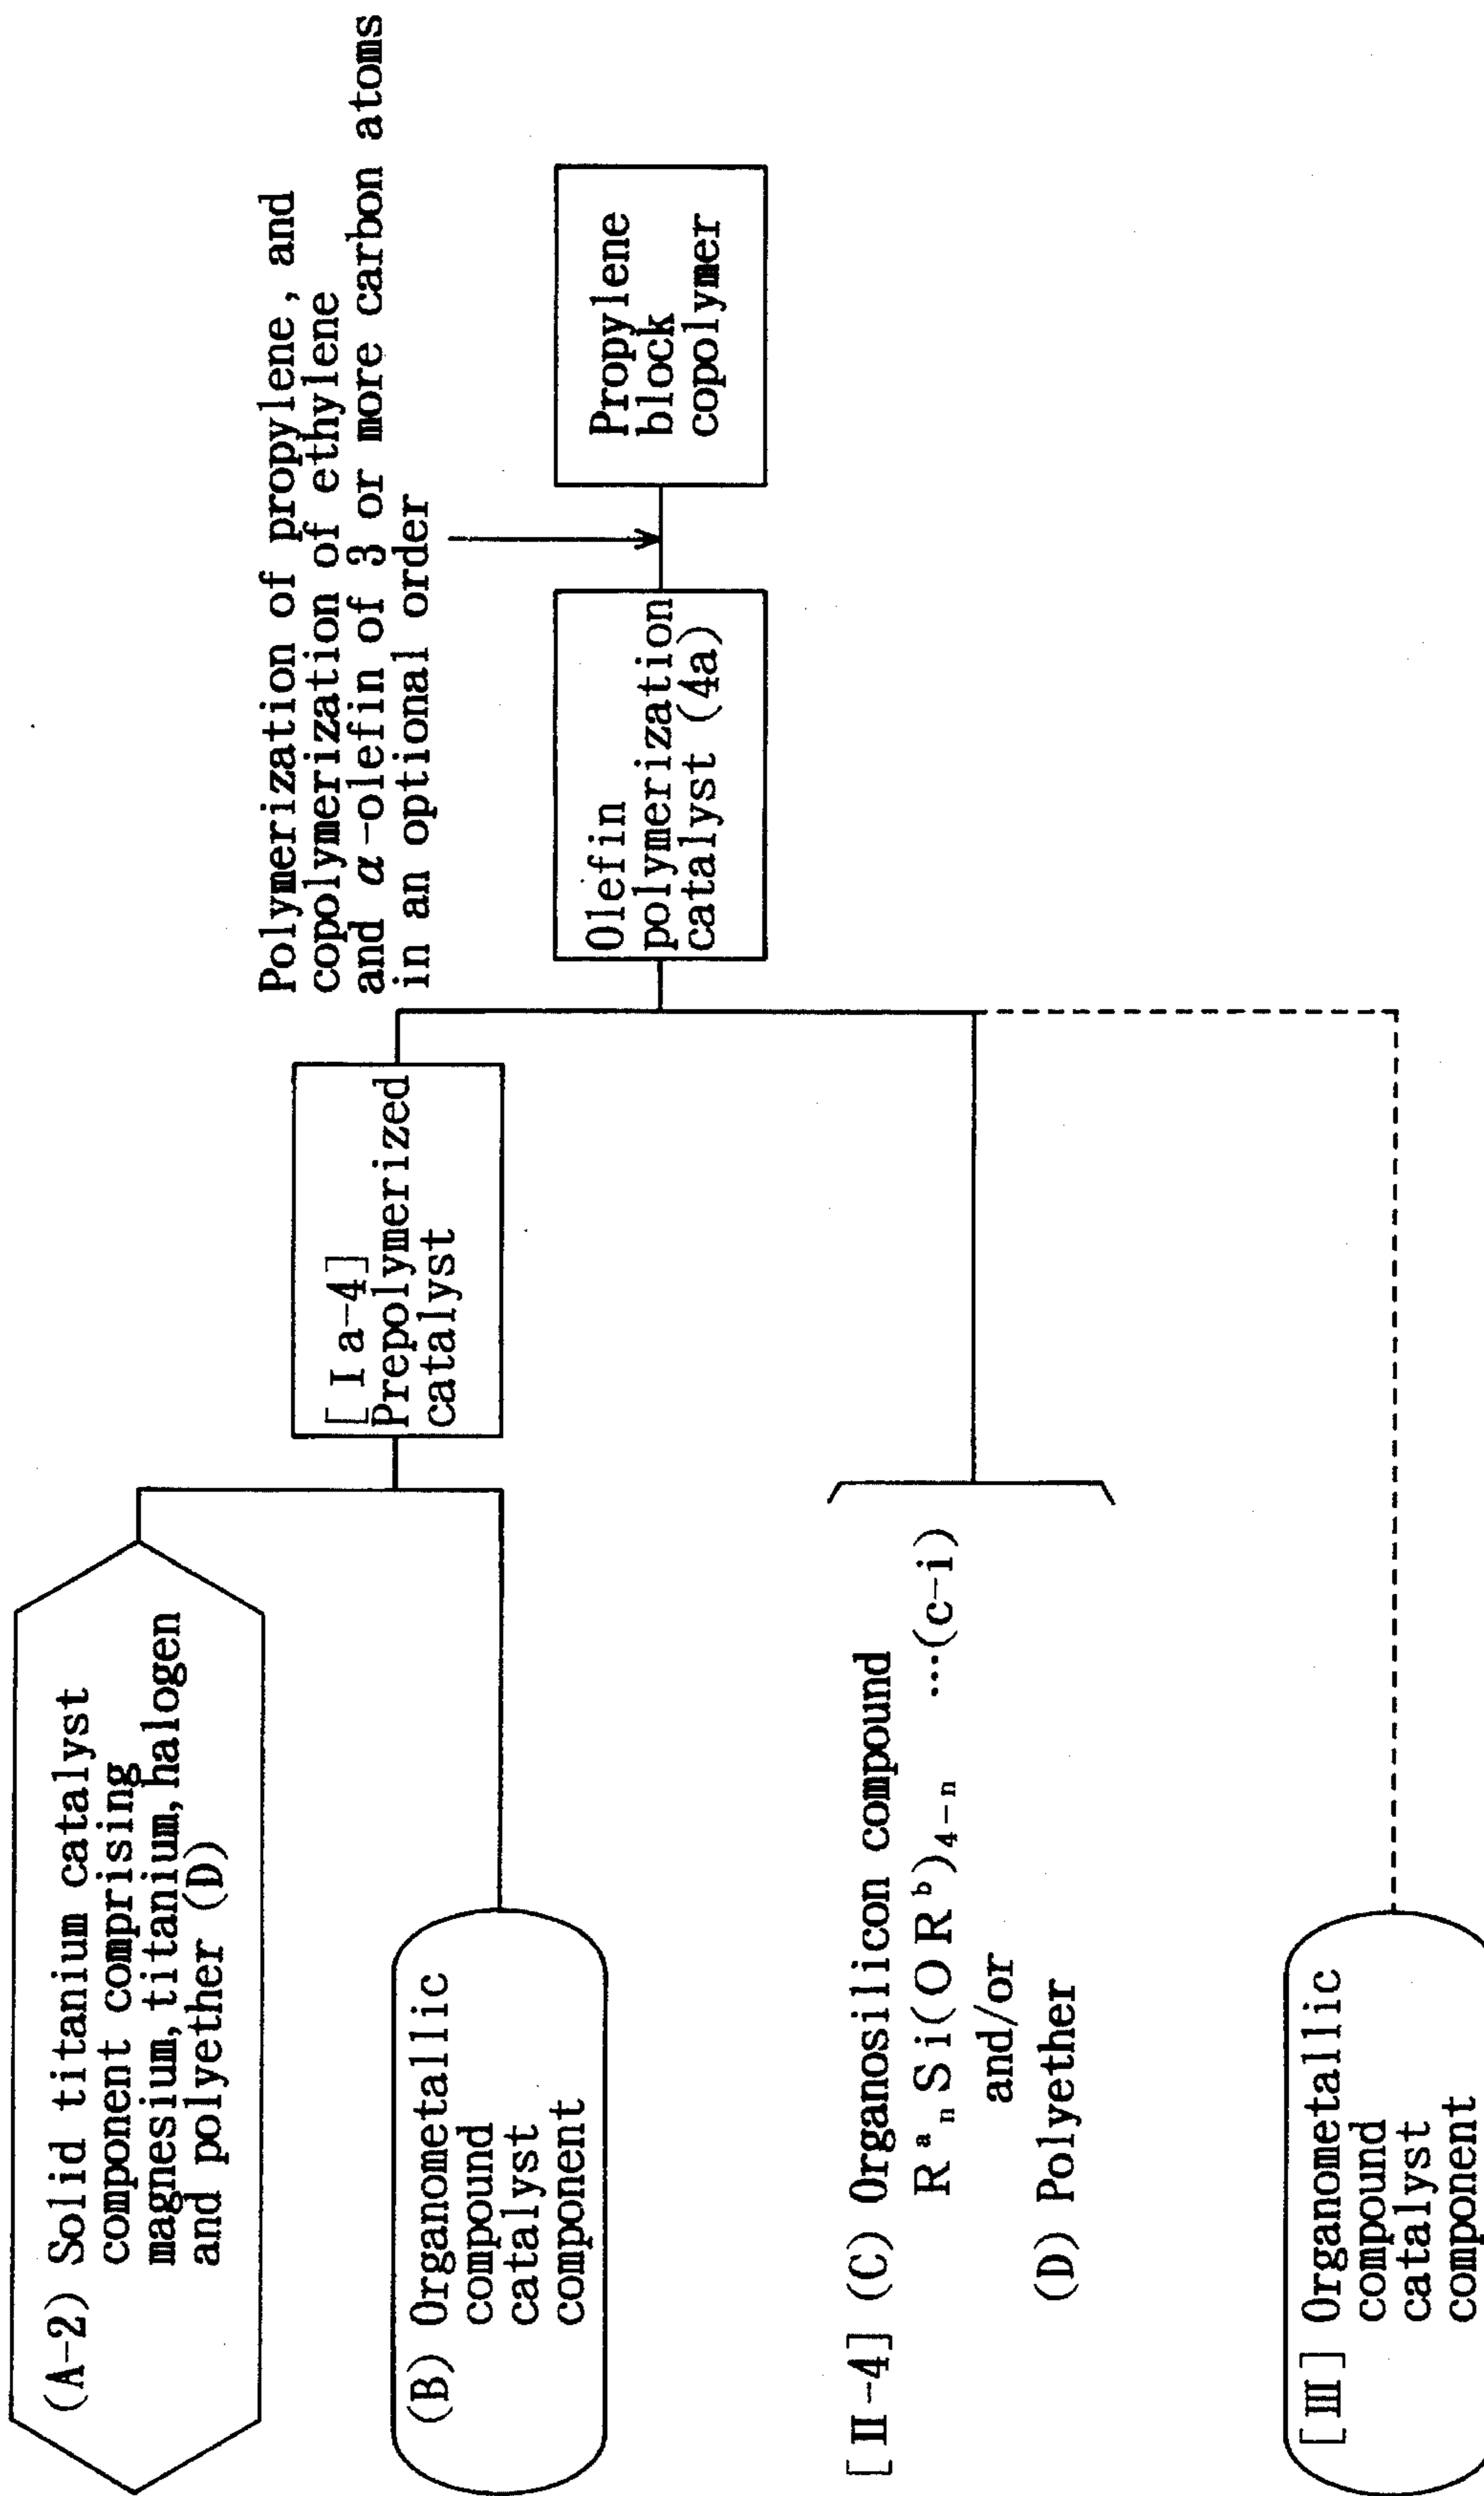 (A-2) Solid titanium catalyst
component comprising
magnesium, titanium, halogen
and polyether (D)
(B) Organometallic
compound
catalyst
component
[Ia-4]
Prepolymerized
catalyst
[II-4] (C) Organosilicon compound
RᵃₙSi(ORᵇ)₄₋ₙ …(c-i)
and/or
(D) Polyether
[III] Organometallic
compound
catalyst
component
Olefin
polymerization
catalyst (4a)
Polymerization of propylene, and
copolymerization of ethylene
and α-olefin of 3 or more carbon atoms
in an optional order
Propylene
block
copolymer